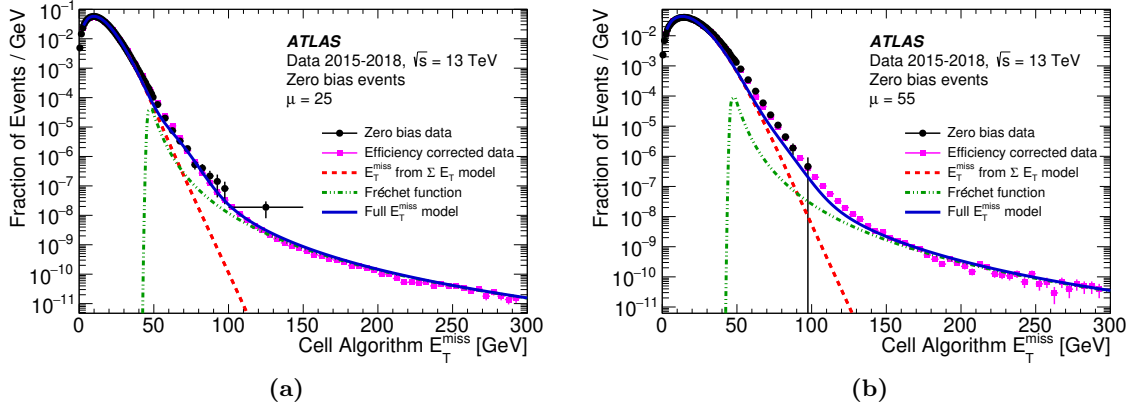 Fraction of Events / GeV
10⁻¹
10⁻²
10⁻³
10⁻⁴
10⁻⁵
10⁻⁶
10⁻⁷
10⁻⁸
10⁻⁹
10⁻¹⁰
10⁻¹¹
ATLAS
Data 2015-2018, √s = 13 TeV
Zero bias events
μ = 25
Zero bias data
Efficiency corrected data
E_T^miss from Σ E_T model
Fréchet function
Full E_T^miss model
0 50 100 150 200 250 300
Cell Algorithm E_T^miss [GeV]
(a)
Fraction of Events / GeV
10⁻¹
10⁻²
10⁻³
10⁻⁴
10⁻⁵
10⁻⁶
10⁻⁷
10⁻⁸
10⁻⁹
10⁻¹⁰
10⁻¹¹
ATLAS
Data 2015-2018, √s = 13 TeV
Zero bias events
μ = 55
Zero bias data
Efficiency corrected data
E_T^miss from Σ E_T model
Fréchet function
Full E_T^miss model
0 50 100 150 200 250 300
Cell Algorithm E_T^miss [GeV]
(b)